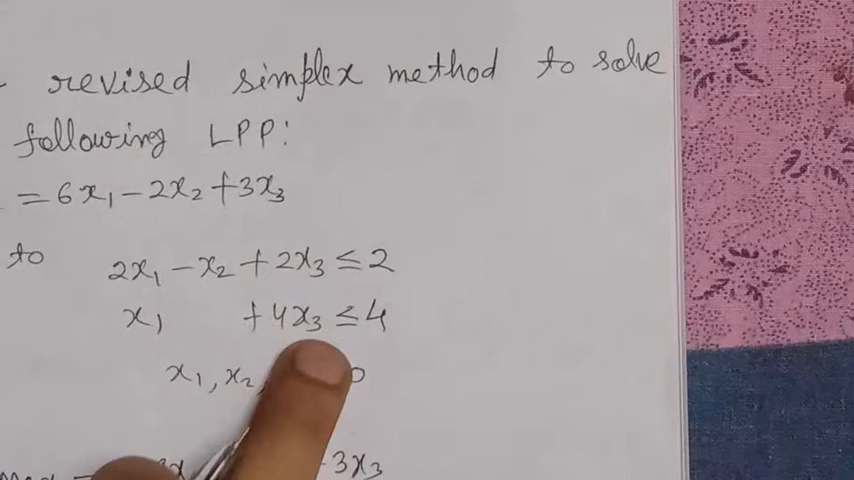 revised simplex method to solve
following LPP:
= 6x₁ - 2x₂ + 3x₃
to 2x₁ - x₂ + 2x₃ ≤ 2
x₁ + 4x₃ ≤ 4
x₁, x₂,
3x₃